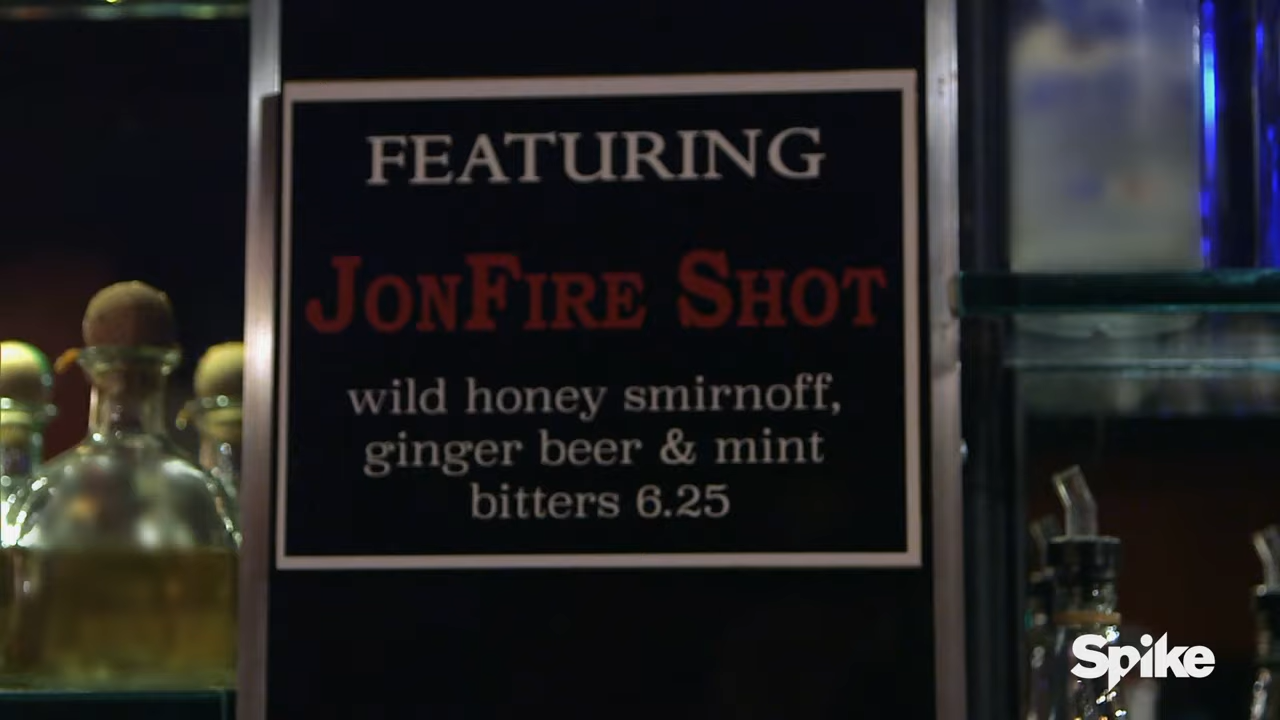 FEATURING
JONFIRE SHOT
wild honey smirnoff,
ginger beer & mint
bitters 6.25
Spike